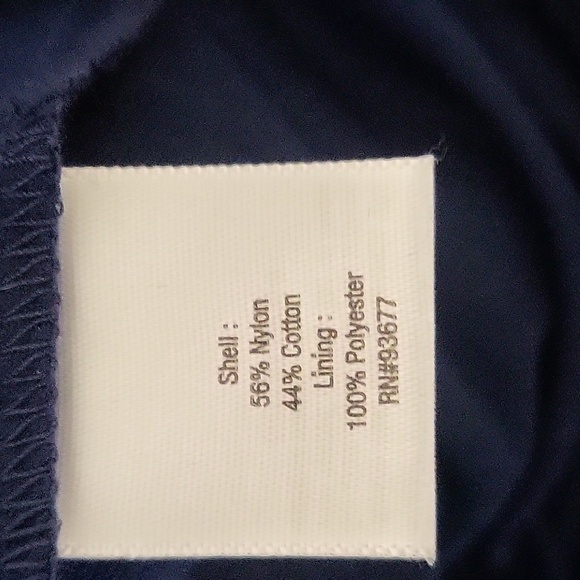 Shell :
56% Nylon
44% Cotton
Lining :
100% Polyester
RN#93677